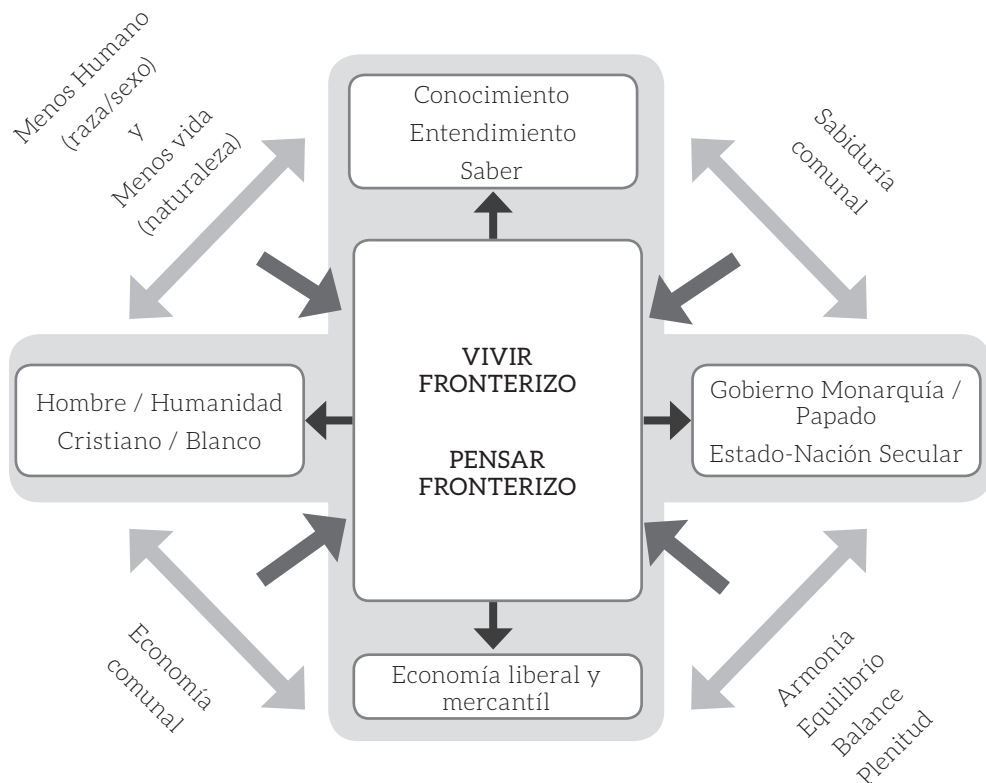 Menos Humano
(raza/sexo)
y
Menos vida
(naturaleza)
Conocimiento
Entendimiento
Saber
Sabiduría
comunal
Hombre / Humanidad
Cristiano / Blanco
VIVIR
FRONTERIZO
PENSAR
FRONTERIZO
Gobierno Monarquía /
Papado
Estado-Nación Secular
Economía
comunal
Economía liberal y
mercantíl
Armonía
Equilibrío
Balance
Plenitud